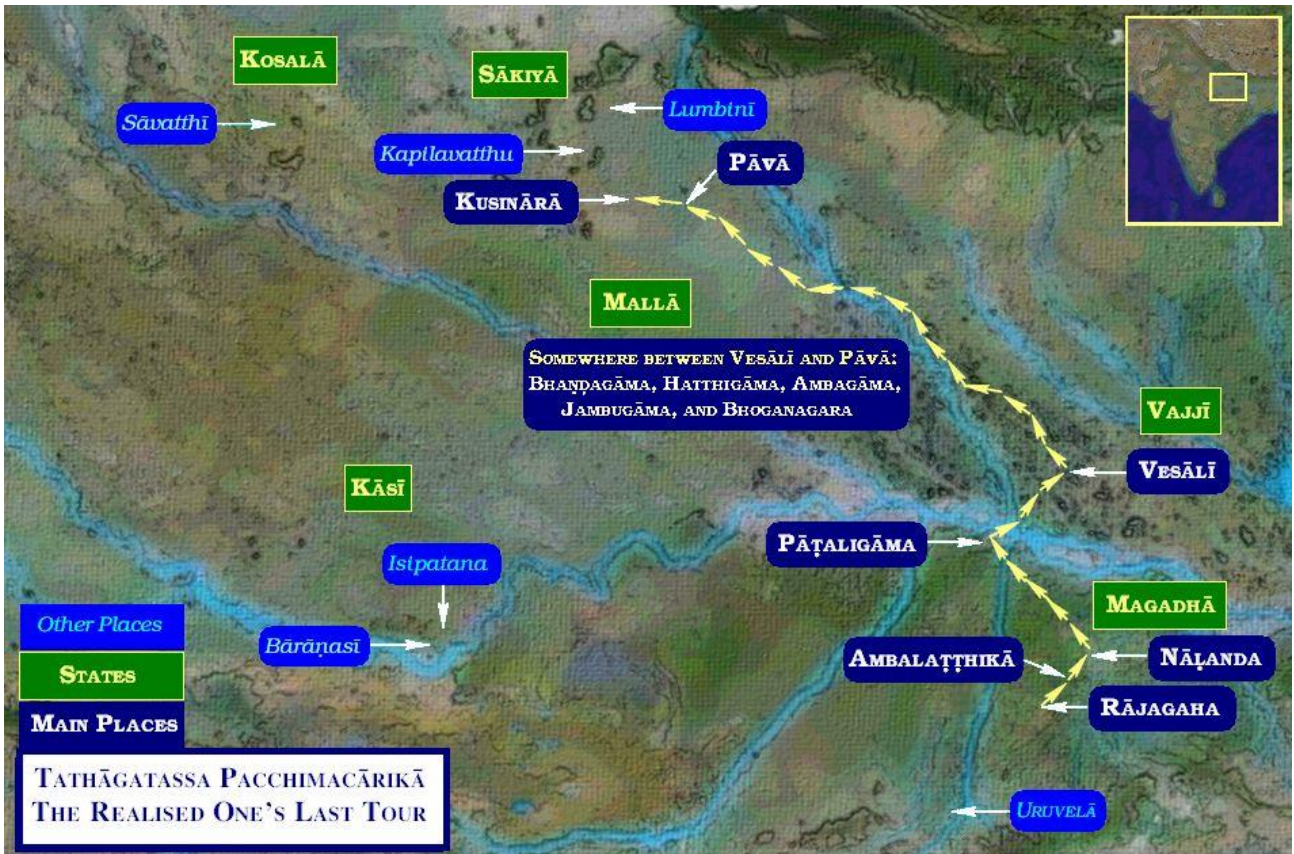 Kosalā
Sākiyā
Sāvatthī
Lumbinī
Kapilavatthu
Pāvā
Kusinārā
Mallā
Somewhere between Vesālī and Pāvā:
Bhaṇḍagāma, Hatthigāma, Ambagāma,
Jambugāma, and Bhoganagara
Vajjī
Vesālī
Kāsī
Pāṭaligāma
Isipatana
Magadhā
Bārāṇasī
Ambalaṭṭhikā
Nāḷanda
Rājagaha
Other Places
States
Main Places
Tathāgatassa Pacchimacārikā
The Realised One's Last Tour
Uruvelā